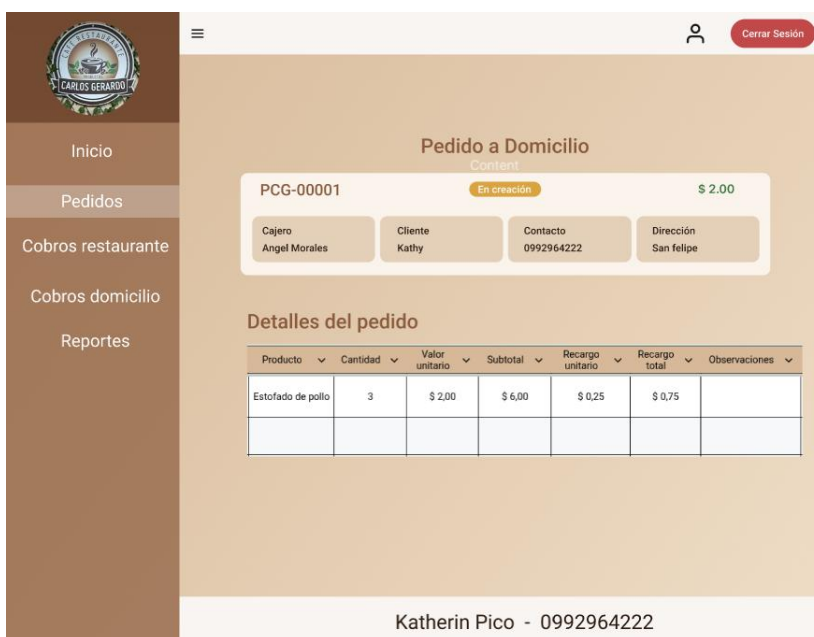 CAFÉ RESTAURANTE
CARLOS GERARDO
Cerrar Sesión
Inicio
Pedidos
Cobros restaurante
Cobros domicilio
Reportes
Pedido a Domicilio
Content
PCG-00001 En creación $ 2.00
Cajero Cliente Contacto Dirección
Angel Morales Kathy 0992964222 San felipe
Detalles del pedido
Producto Cantidad Valor unitario Subtotal Recargo unitario Recargo total Observaciones
Estofado de pollo 3 $ 2,00 $ 6,00 $ 0,25 $ 0,75
Katherin Pico - 0992964222